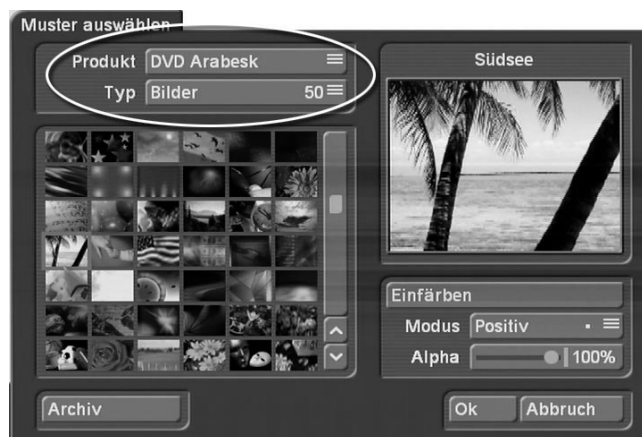 Muster auswählen
Produkt DVD Arabesk
Typ Bilder 50
Südsee
Einfärben
Modus Positiv
Alpha 100%
Archiv
Ok Abbruch